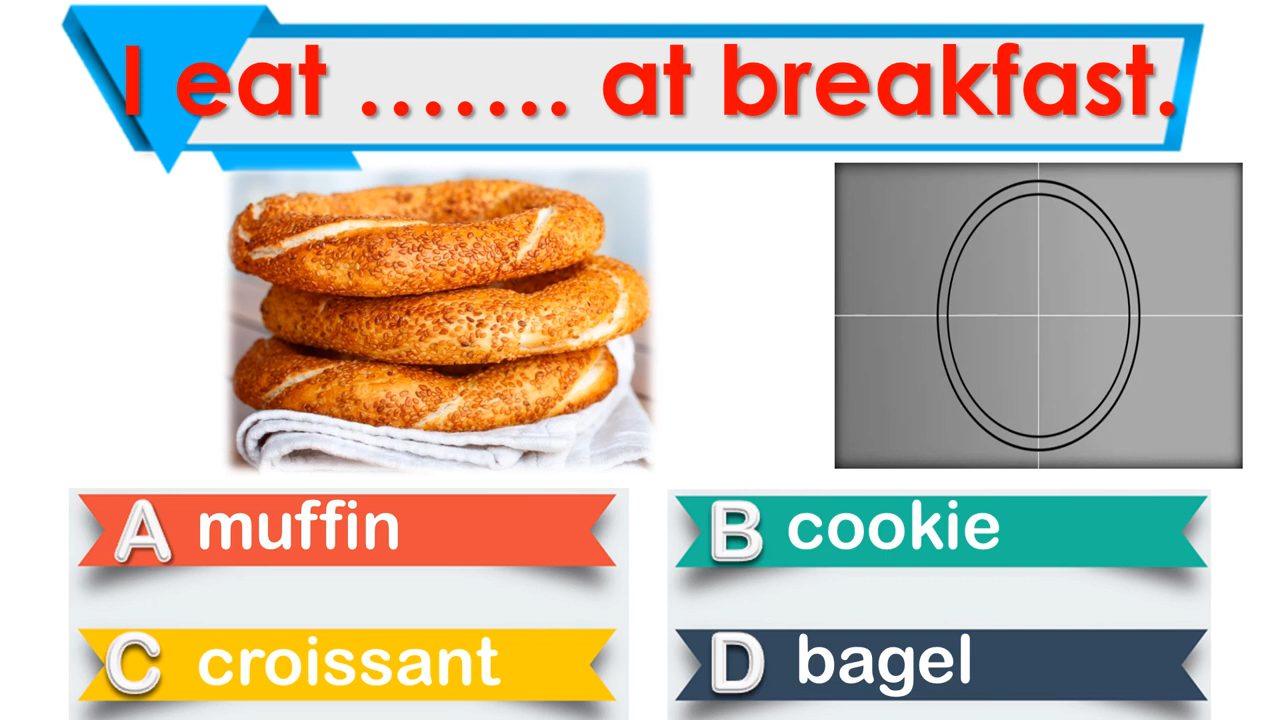 I eat ....... at breakfast.
A muffin
B cookie
C croissant
D bagel